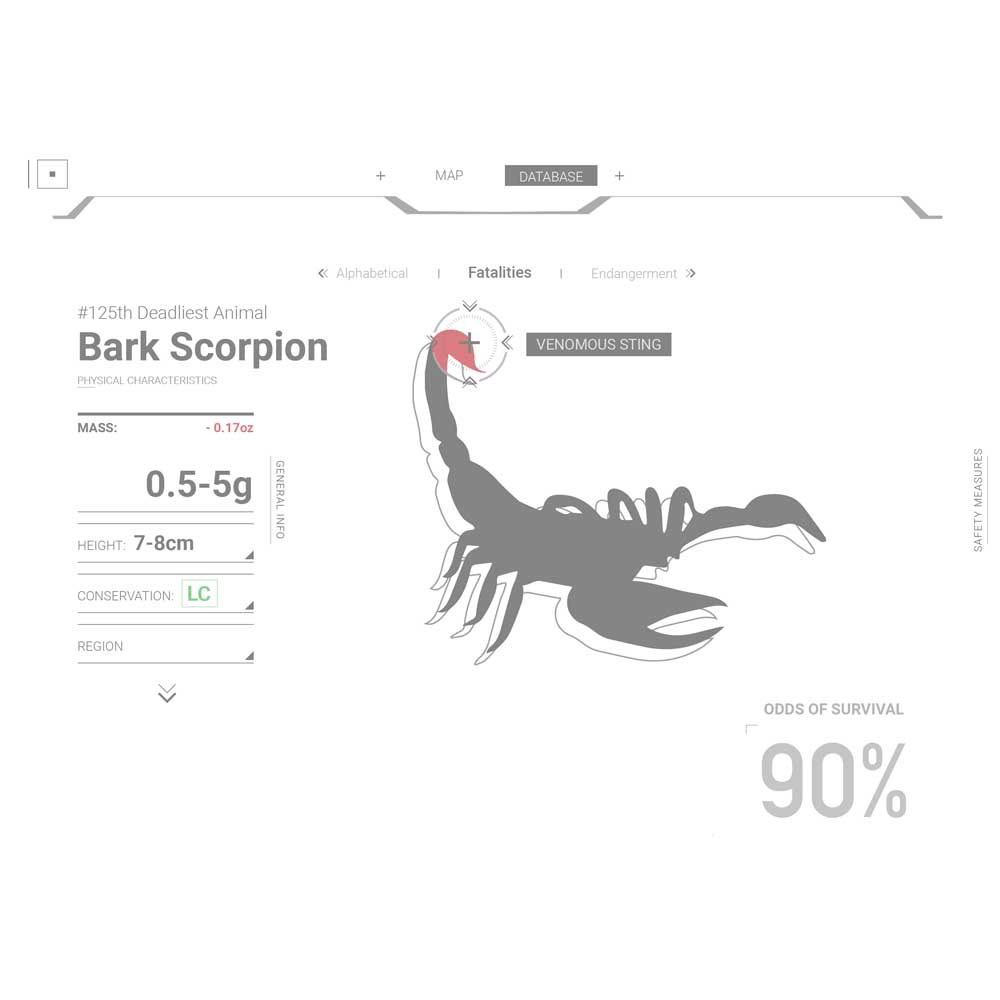 MAP
DATABASE
Alphabetical
Fatalities
Endangerment
#125th Deadliest Animal
Bark Scorpion
PHYSICAL CHARACTERISTICS
VENOMOUS STING
MASS: - 0.17oz
0.5-5g
GENERAL INFO
HEIGHT: 7-8cm
CONSERVATION: LC
REGION
SAFETY MEASURES
ODDS OF SURVIVAL
90%